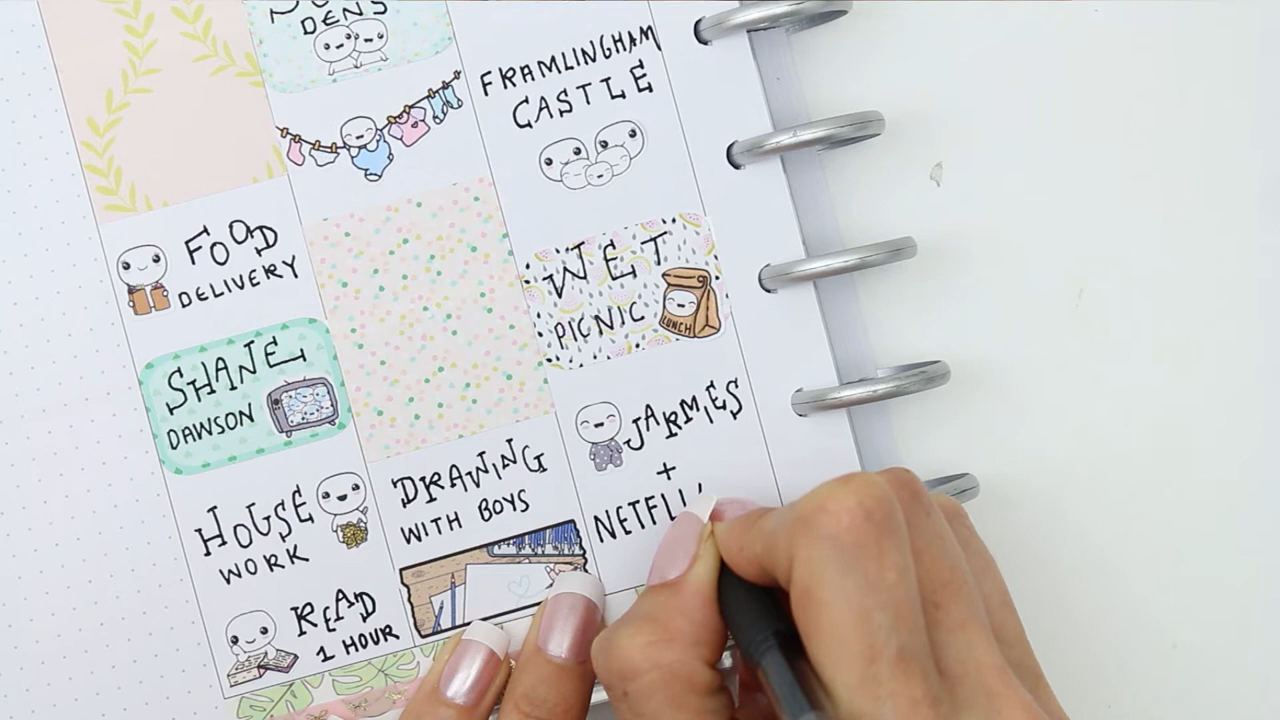 DENS
FOOD
DELIVERY
SHANE
DAWSON
HOUSE
WORK
READ
1 HOUR
DRAWING
WITH BOYS
FRAMLINGHAM
CASTLE
WET
PICNIC
LUNCH
JARMIES
+
NETFLI